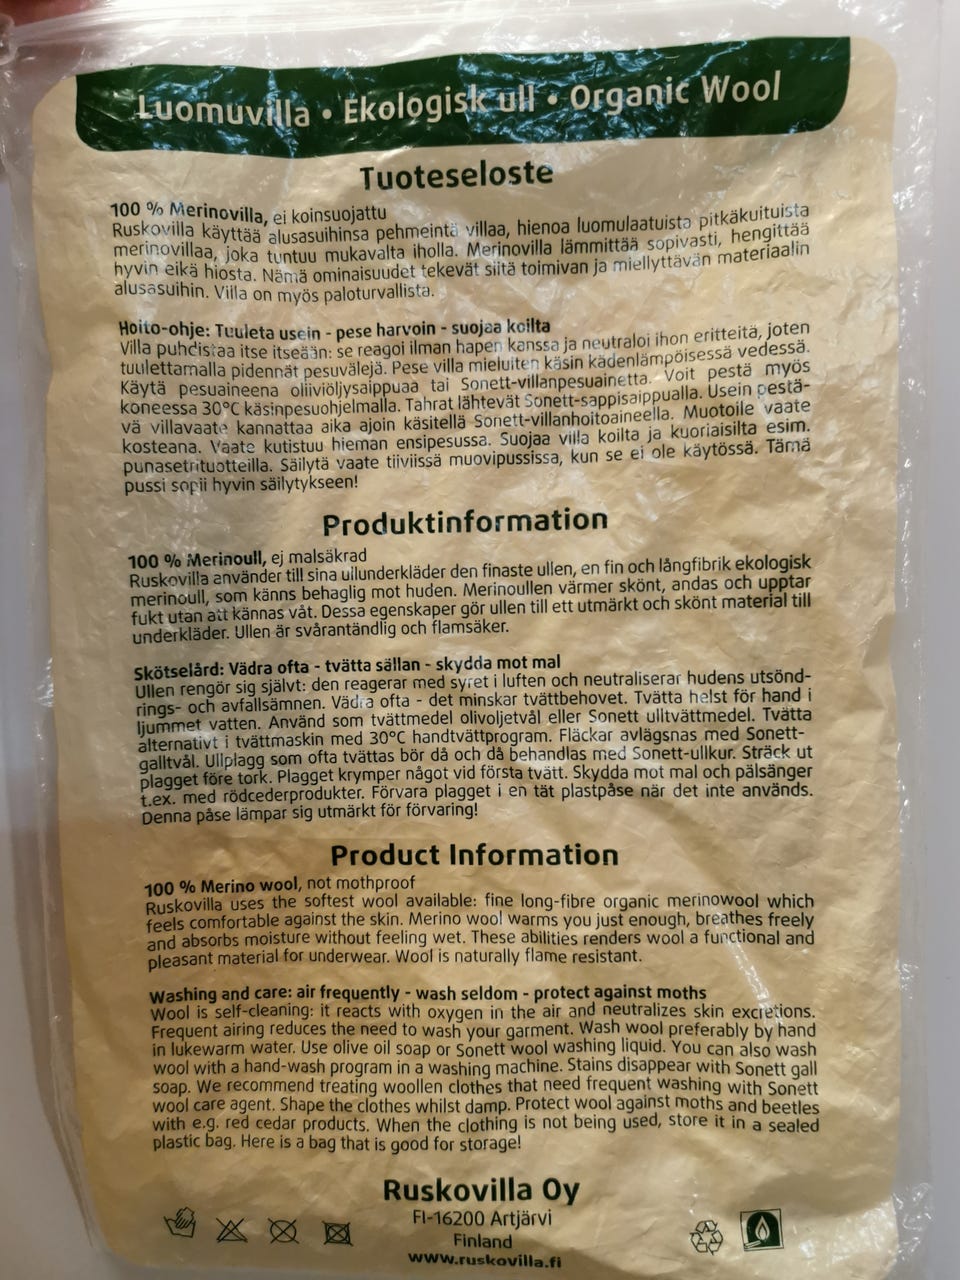 Luomuvilla • Ekologisk ull • Organic Wool
Tuoteseloste
100 % Merinovilla, ei koinsuojattu
Ruskovilla käyttää alusasuihinsa pehmeintä villaa, hienoa luomulaatuista pitkäkuituista
merinovillaa, joka tuntuu mukavalta iholla. Merinovilla lämmittää sopivasti, hengittää
hyvin eikä hiosta. Nämä ominaisuudet tekevät siitä toimivan ja miellyttävän materiaalin
alusasuihin. Villa on myös paloturvallista.
Hoito-ohje: Tuuleta usein - pese harvoin - suojaa koilta
Villa puhdistaa itse itseään: se reagoi ilman hapen kanssa ja neutraloi ihon eritteitä, joten
tuulettamalla pidennät pesuvälejä. Pese villa mieluiten käsin kädenlämpöisessä vedessä.
Käytä pesuaineena oliiviöljysaippuaa tai Sonett-villanpesuainetta. Voit pestä myös
koneessa 30°C käsinpesuohjelmalla. Tahrat lähtevät Sonett-sappisaippualla. Usein pestä-
vä villavaate kannattaa aika ajoin käsitellä Sonett-villanhoitoaineella. Muotoile vaate
kosteana. Vaate kutistuu hieman ensipesussa. Suojaa villa koilta ja kuoriaisilta esim.
punasetrituotteilla. Säilytä vaate tiiviissä muovipussissa, kun se ei ole käytössä. Tämä
pussi sopii hyvin säilytykseen!
Produktinformation
100 % Merinoull, ej malsäkrad
Ruskovilla använder till sina ullunderkläder den finaste ullen, en fin och långfibrik ekologisk
merinoull, som känns behaglig mot huden. Merinoullen värmer skönt, andas och upptar
fukt utan att kännas våt. Dessa egenskaper gör ullen till ett utmärkt och skönt material till
underkläder. Ullen är svårantändlig och flamsäker.
Skötselård: Vädra ofta - tvätta sällan - skydda mot mal
Ullen rengör sig självt: den reagerar med syret i luften och neutraliserar hudens utsönd-
rings- och avfallsämnen. Vädra ofta - det minskar tvättbehovet. Tvätta helst för hand i
ljummet vatten. Använd som tvättmedel olivoljetvål eller Sonett ulltvättmedel. Tvätta
alternativt i tvättmaskin med 30°C handtvättprogram. Fläckar avlägsnas med Sonett-
galltvål. Ullplagg som ofta tvättas bör då och då behandlas med Sonett-ullkur. Sträck ut
plagget före tork. Plagget krymper något vid första tvätt. Skydda mot mal och pälsänger
t.ex. med rödcederprodukter. Förvara plagget i en tät plastpåse när det inte används.
Denna påse lämpar sig utmärkt för förvaring!
Product Information
100 % Merino wool, not mothproof
Ruskovilla uses the softest wool available: fine long-fibre organic merinowool which
feels comfortable against the skin. Merino wool warms you just enough, breathes freely
and absorbs moisture without feeling wet. These abilities renders wool a functional and
pleasant material for underwear. Wool is naturally flame resistant.
Washing and care: air frequently - wash seldom - protect against moths
Wool is self-cleaning: it reacts with oxygen in the air and neutralizes skin excretions.
Frequent airing reduces the need to wash your garment. Wash wool preferably by hand
in lukewarm water. Use olive oil soap or Sonett wool washing liquid. You can also wash
wool with a hand-wash program in a washing machine. Stains disappear with Sonett gall
soap. We recommend treating woollen clothes that need frequent washing with Sonett
wool care agent. Shape the clothes whilst damp. Protect wool against moths and beetles
with e.g. red cedar products. When the clothing is not being used, store it in a sealed
plastic bag. Here is a bag that is good for storage!
Ruskovilla Oy
FI-16200 Artjärvi
Finland
www.ruskovilla.fi